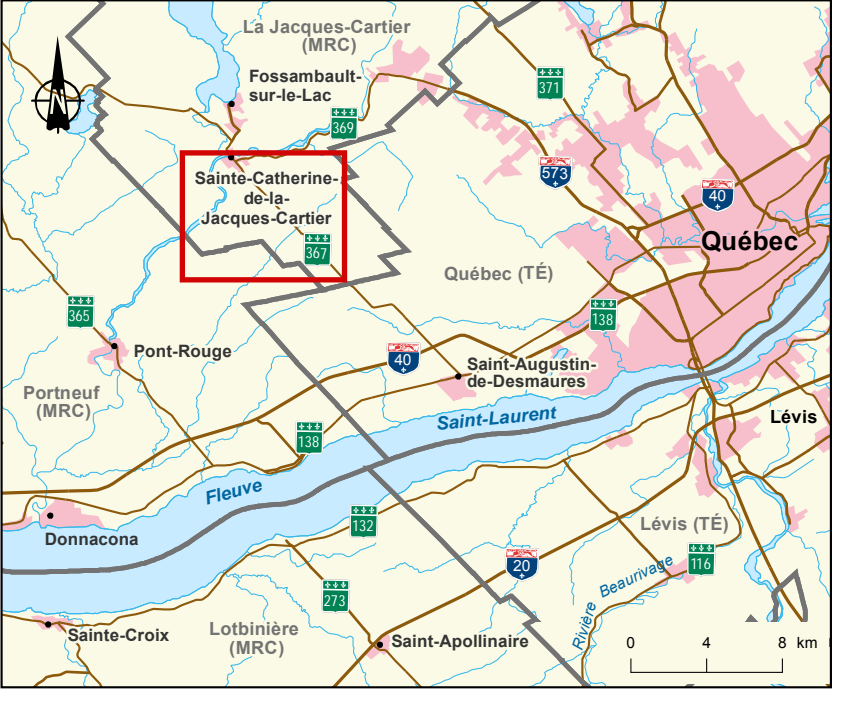 La Jacques-Cartier
(MRC)
Fossambault-
sur-le-Lac
371
369
573
40
Sainte-Catherine-
de-la-
Jacques-Cartier
Québec
367
Québec (TÉ)
365
138
Pont-Rouge
40
Saint-Augustin-
de-Desmaures
Portneuf
(MRC)
Saint-Laurent
Lévis
138
Fleuve
Donnacona
132
Lévis (TÉ)
20
116
Rivière Beaurivage
273
Sainte-Croix
Lotbinière
(MRC)
Saint-Apollinaire
0 4 8 km
N